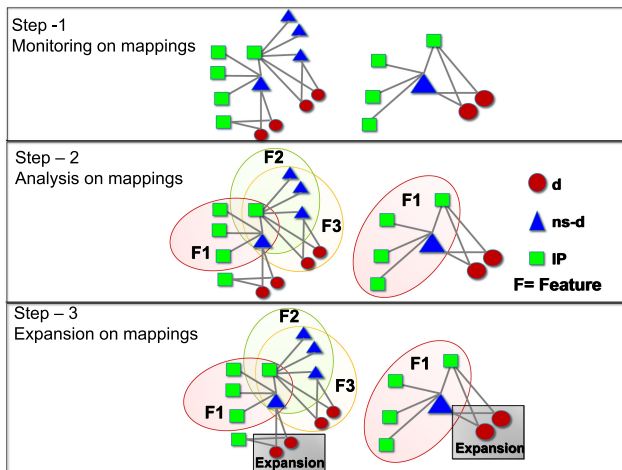 Step -1
Monitoring on mappings
Step – 2
Analysis on mappings
F2
F1
F3
F1
d
ns-d
IP
F= Feature
Step – 3
Expansion on mappings
F2
F1
F3
F1
Expansion
Expansion